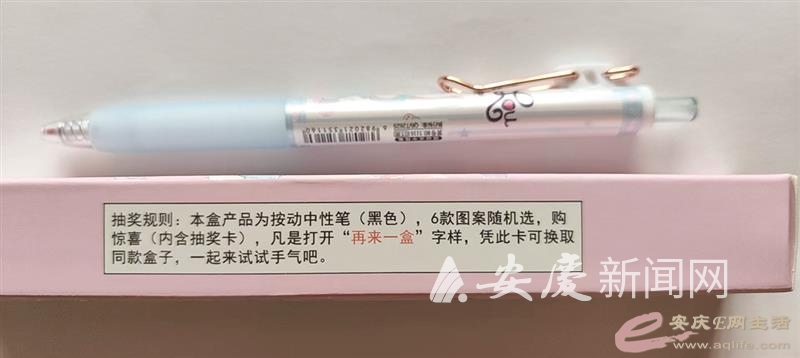 You
6982021331160
抽奖规则：本盒产品为按动中性笔（黑色），6款图案随机选，购
惊喜（内含抽奖卡），凡是打开“再来一盒”字样，凭此卡可换取
同款盒子，一起来试试手气吧。
安庆新闻网
安庆E网生活
www.aqlife.com